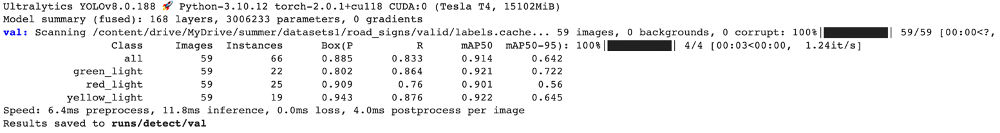 Ultralytics YOLOv8.0.188 🚀 Python-3.10.12 torch-2.0.1+cu118 CUDA:0 (Tesla T4, 15102MiB)
Model summary (fused): 168 layers, 3006233 parameters, 0 gradients
val: Scanning /content/drive/MyDrive/summer/datasets1/road_signs/valid/labels.cache... 59 images, 0 backgrounds, 0 corrupt: 100%|██████████| 59/59 [00:00<?,
Class Images Instances Box(P R mAP50 mAP50-95): 100%|██████████| 4/4 [00:03<00:00, 1.24it/s]
all 59 66 0.885 0.833 0.914 0.642
green_light 59 22 0.802 0.864 0.921 0.722
red_light 59 25 0.909 0.76 0.901 0.56
yellow_light 59 19 0.943 0.876 0.922 0.645
Speed: 6.4ms preprocess, 11.8ms inference, 0.0ms loss, 4.0ms postprocess per image
Results saved to runs/detect/val